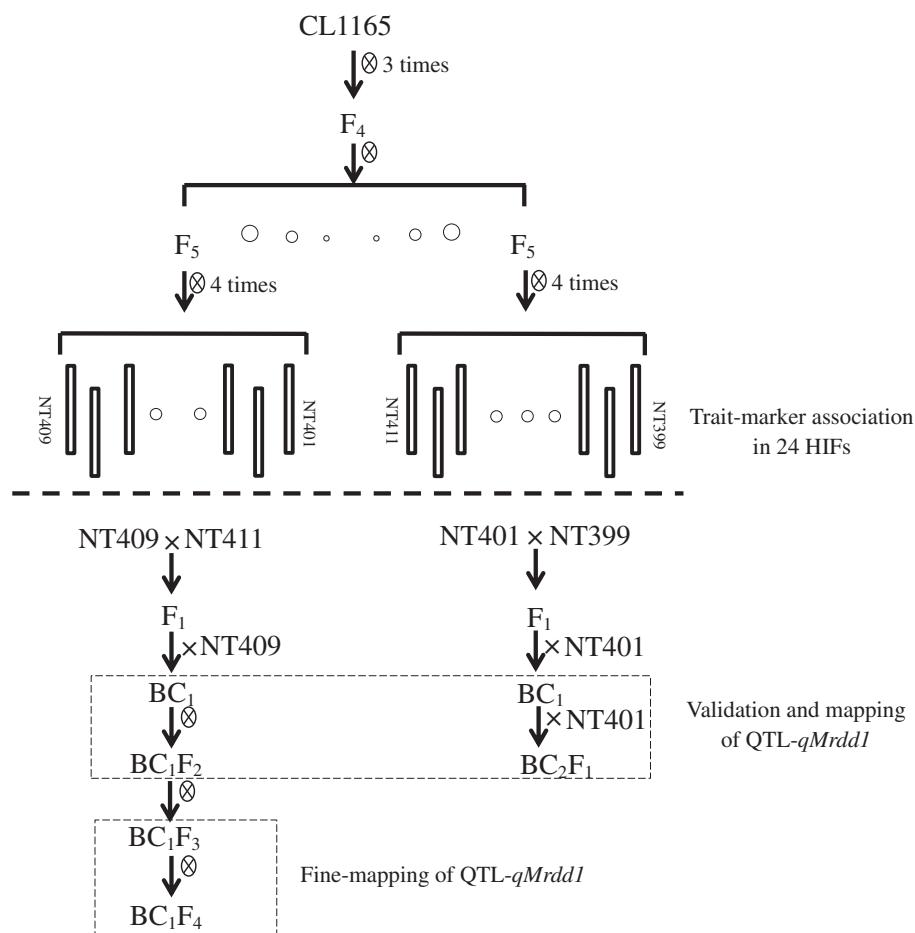 CL1165
⊗ 3 times
F4
⊗
F5 F5
⊗ 4 times ⊗ 4 times
NT409 NT401 NT411 NT399
Trait-marker association
in 24 HIFs
NT409 × NT411 NT401 × NT399
F1 F1
×NT409 ×NT401
BC1 BC1
⊗ ×NT401
Validation and mapping
of QTL-qMrdd1
BC1F2 BC2F1
⊗
BC1F3
⊗
Fine-mapping of QTL-qMrdd1
BC1F4